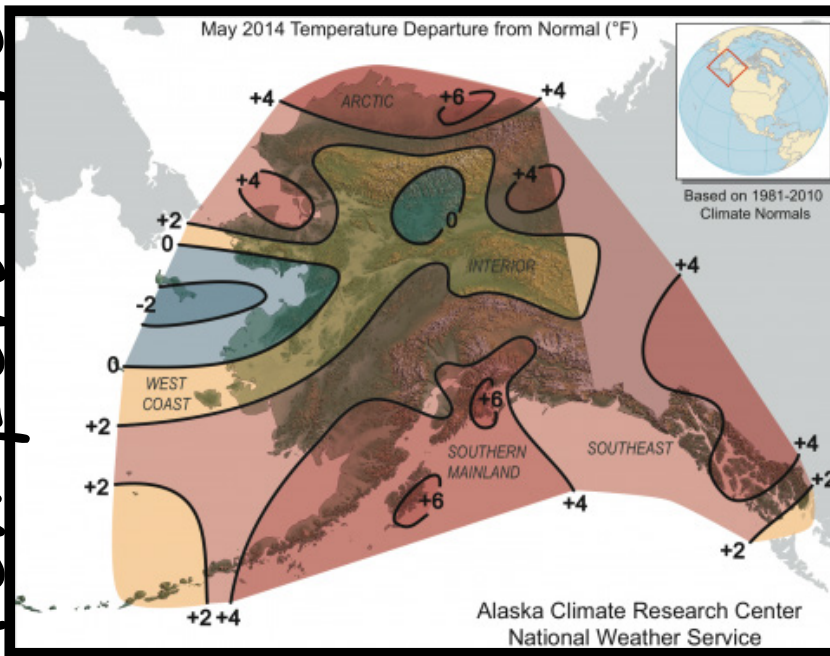 May 2014 Temperature Departure from Normal (°F)
+4
ARCTIC
+6
+4
Based on 1981-2010
Climate Normals
+4
+4
+2
0
0
INTERIOR
+4
-2
0
WEST
COAST
+2
+6
SOUTHERN
MAINLAND
SOUTHEAST
+4
+2
+2
+6
+4
+2
+2
+4
Alaska Climate Research Center
National Weather Service